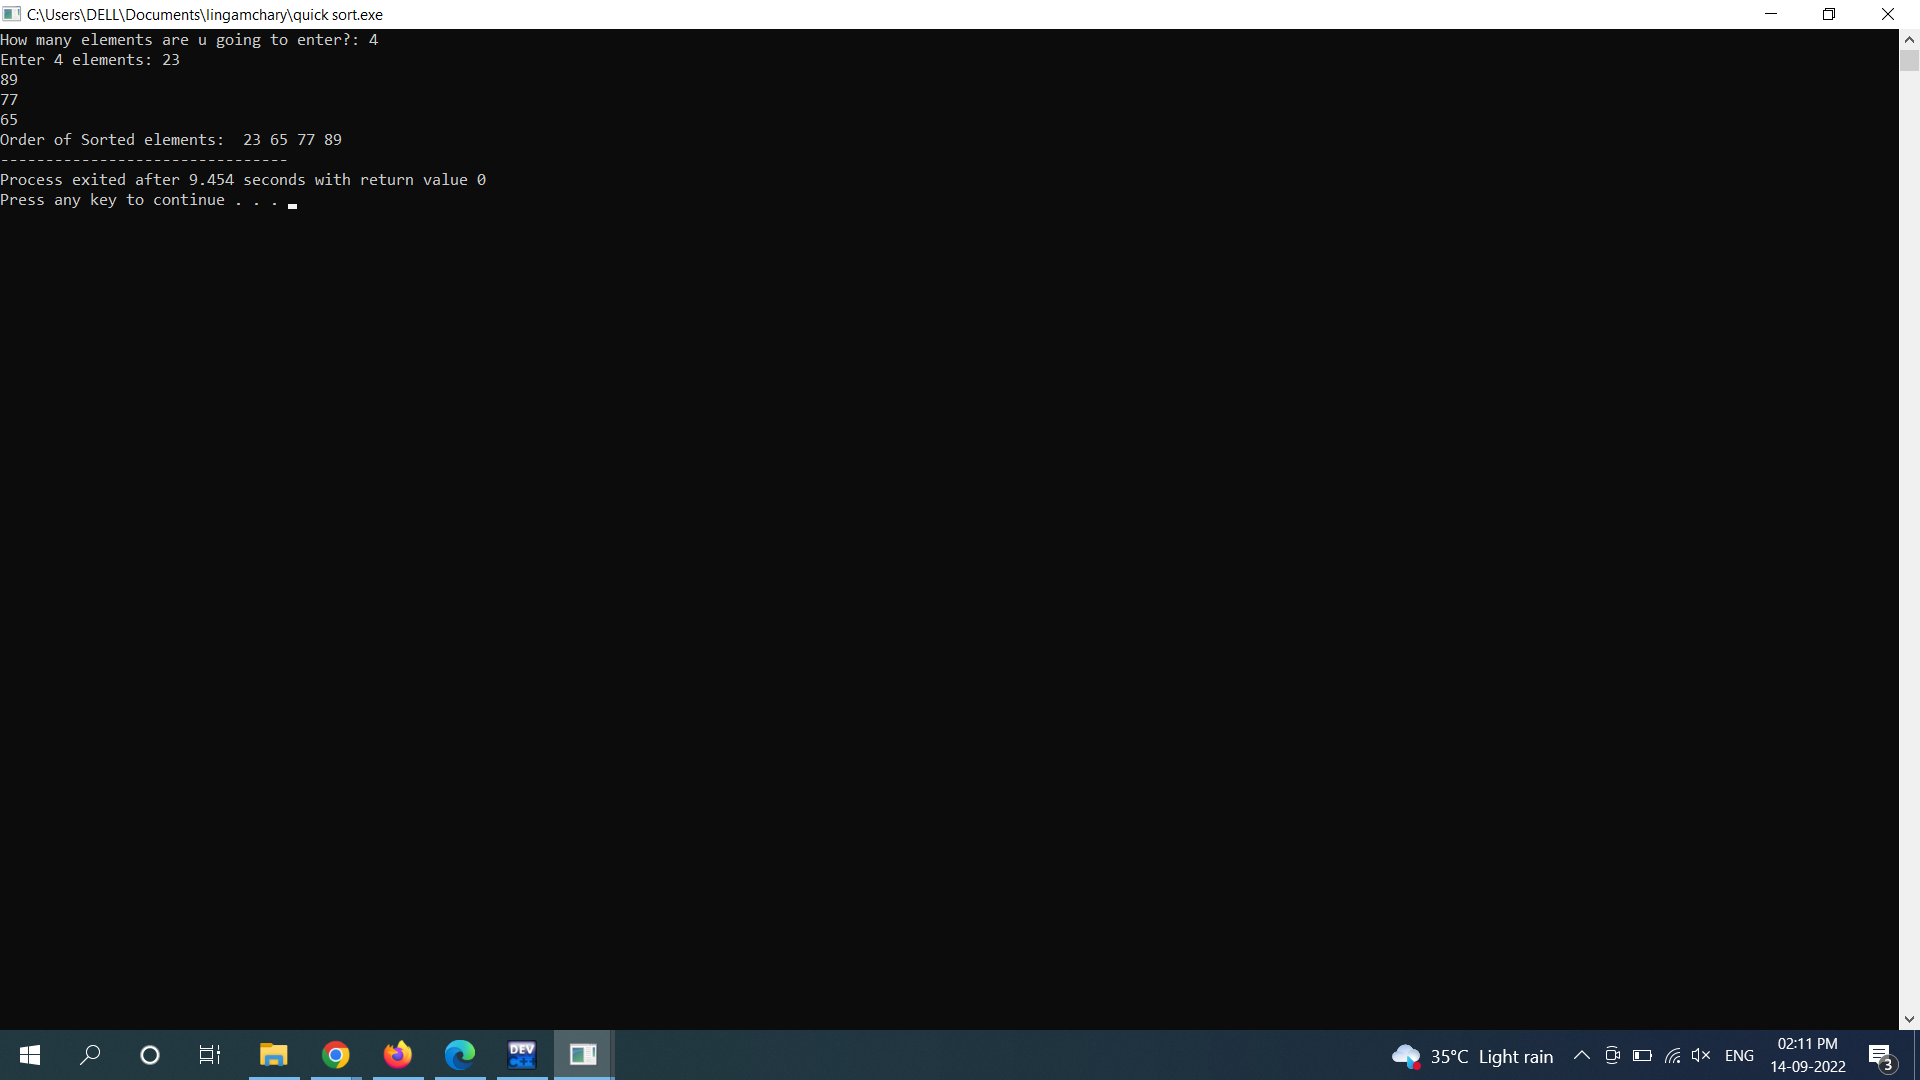 C:\Users\DELL\Documents\lingamchary\quick sort.exe
How many elements are u going to enter?: 4
Enter 4 elements: 23
89
77
65
Order of Sorted elements:  23 65 77 89
--------------------------------
Process exited after 9.454 seconds with return value 0
Press any key to continue . . .
DEV
C++
35°C Light rain
ENG
02:11 PM
14-09-2022
3